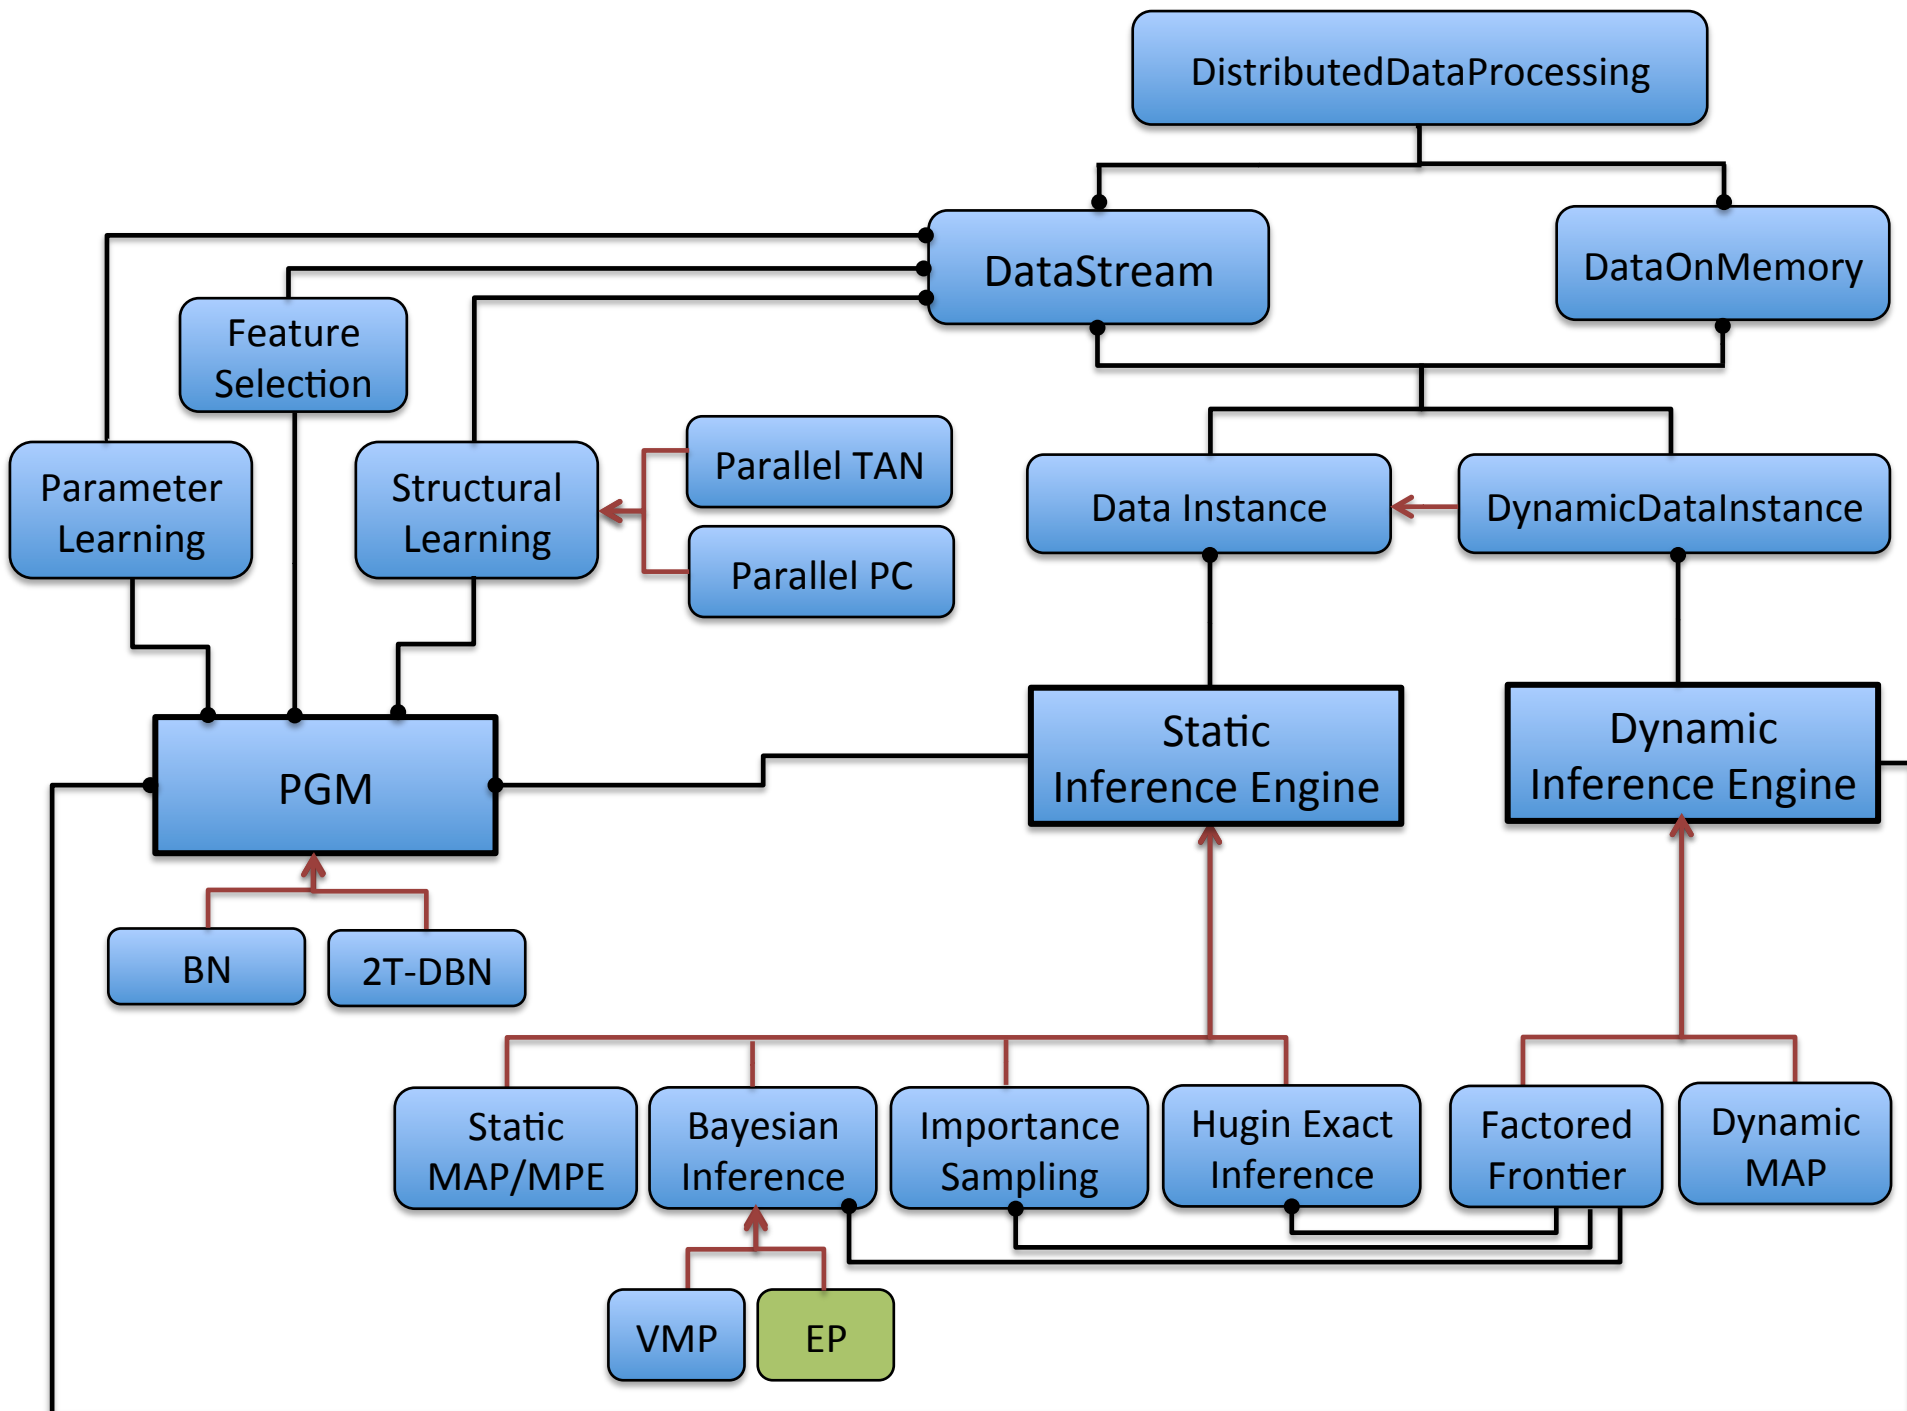 DistributedDataProcessing
DataStream
DataOnMemory
Feature
Selection
Parameter
Learning
Structural
Learning
Parallel TAN
Parallel PC
Data Instance
DynamicDataInstance
PGM
Static
Inference Engine
Dynamic
Inference Engine
BN
2T-DBN
Static
MAP/MPE
Bayesian
Inference
Importance
Sampling
Hugin Exact
Inference
Factored
Frontier
Dynamic
MAP
VMP
EP